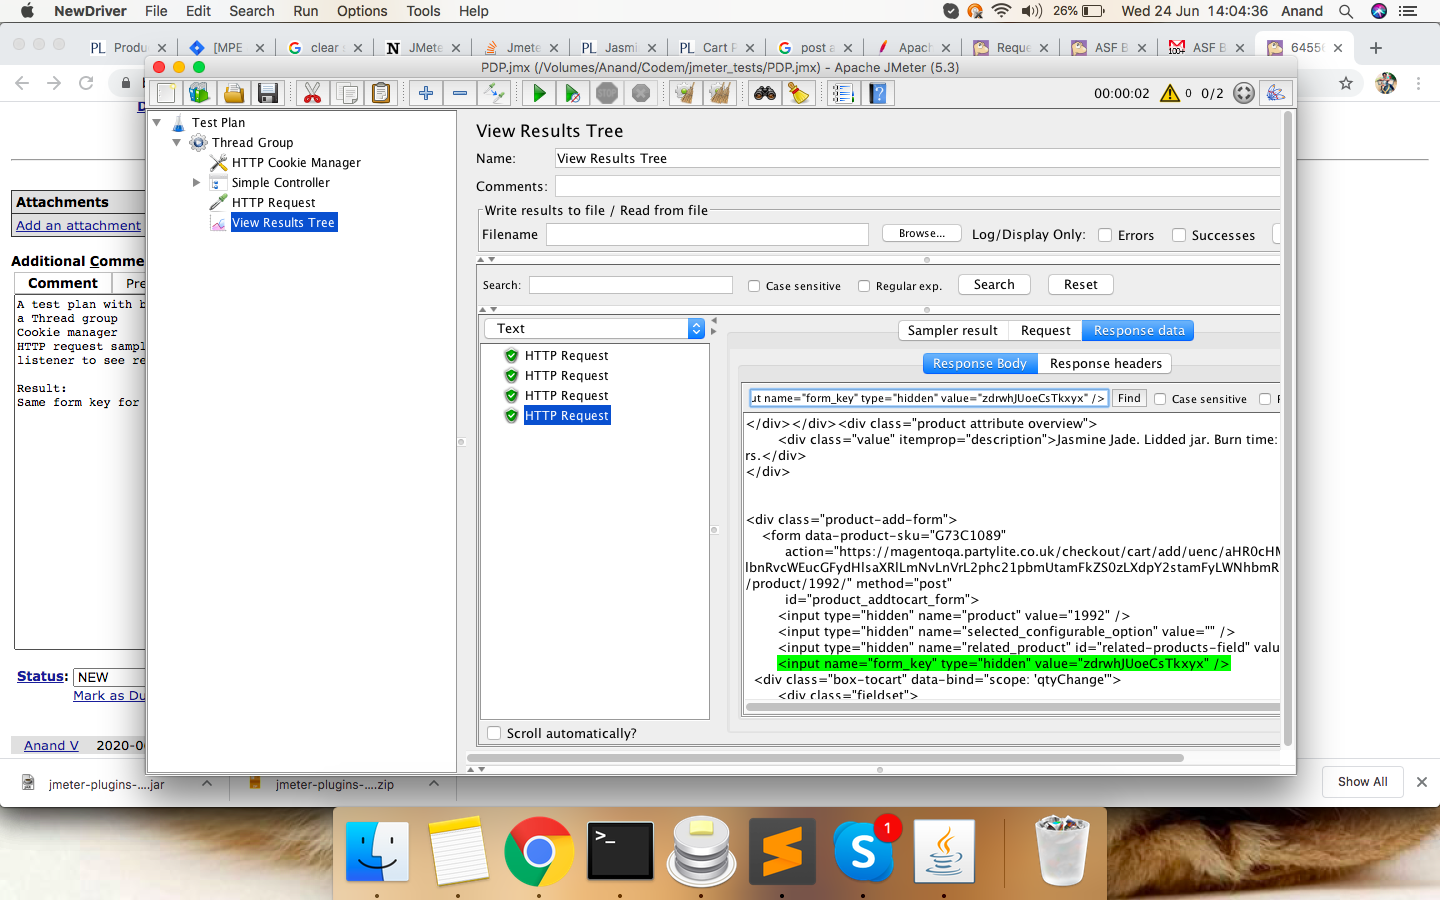 NewDriver File Edit Search Run Options Tools Help 26% Wed 24 Jun 14:04:36 Anand
PL Produ [MPE G clear N JMete Jmete PL Jasmi PL Cart P G post a Apach Reque ASF B 100+ ASF B 6455
PDP.jmx (/Volumes/Anand/Codem/jmeter_tests/PDP.jmx) - Apache JMeter (5.3)
00:00:02 0 0/2
Test Plan
Thread Group
HTTP Cookie Manager
Simple Controller
HTTP Request
View Results Tree
View Results Tree
Name: View Results Tree
Comments:
Write results to file / Read from file
Filename Browse... Log/Display Only: Errors Successes
Search: Case sensitive Regular exp. Search Reset
Text
HTTP Request
HTTP Request
HTTP Request
HTTP Request
Scroll automatically?
Sampler result Request Response data
Response Body Response headers
name="form_key" type="hidden" value="zdrwhJUoeCsTkxyx" /> Find Case sensitive
</div></div><div class="product attribute overview">
<div class="value" itemprop="description">Jasmine Jade. Lidded jar. Burn time:
rs.</div>
</div>
<div class="product-add-form">
<form data-product-sku="G73C1089"
action="https://magentoqa.partylite.co.uk/checkout/cart/add/uenc/aHR0cHM
lbnRvcWEucGFydHlsaXRlLmNvLnVrL2phc21pbmUtamFkZS0zLXdpY2stamFyLWNhbmR
/product/1992/" method="post"
id="product_addtocart_form">
<input type="hidden" name="product" value="1992" />
<input type="hidden" name="selected_configurable_option" value="" />
<input type="hidden" name="related_product" id="related-products-field" valu
<input name="form_key" type="hidden" value="zdrwhJUoeCsTkxyx" />
<div class="box-tocart" data-bind="scope: 'qtyChange'">
<div class="fieldset">
Attachments
Add an attachment
Additional Comme
Comment Pre
A test plan with b
a Thread group
Cookie manager
HTTP request samp
listener to see re
Result:
Same form key for
Status: NEW
Mark as Du
Anand V 2020-0
jmeter-plugins-....jar jmeter-plugins-....zip Show All
>_ S 1